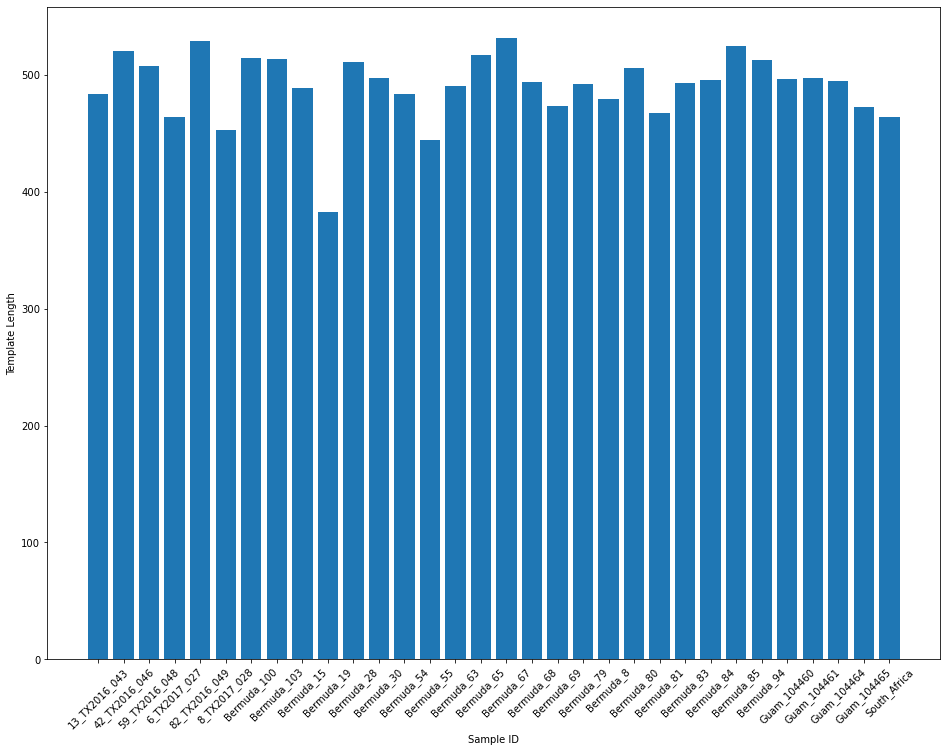 500
400
300
200
100
0
Template Length
13_TX2016_043
42_TX2016_046
59_TX2016_048
6_TX2017_027
82_TX2016_049
8_TX2017_028
Bermuda_100
Bermuda_103
Bermuda_15
Bermuda_19
Bermuda_28
Bermuda_30
Bermuda_54
Bermuda_55
Bermuda_63
Bermuda_65
Bermuda_67
Bermuda_68
Bermuda_69
Bermuda_79
Bermuda_8
Bermuda_80
Bermuda_81
Bermuda_83
Bermuda_84
Bermuda_85
Bermuda_94
Guam_104460
Guam_104461
Guam_104464
Guam_104465
South_Africa
Sample ID